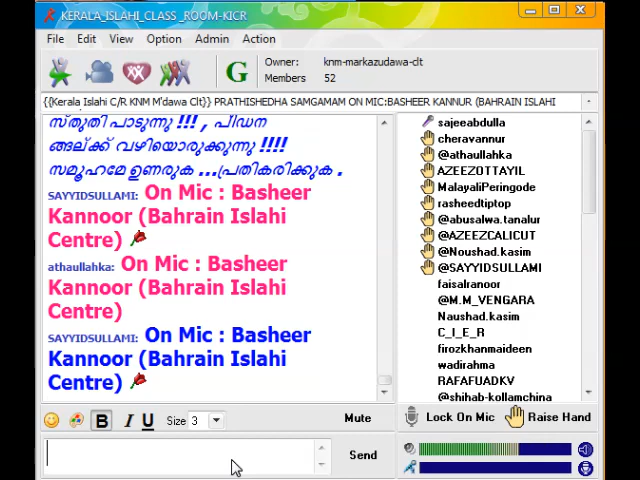 KERALA_ISLAHI_CLASS_ROOM-KICR
File Edit View Option Admin Action
G
Owner: knm-markazudawa-clt
Members 52
{{Kerala Islahi C/R KNM M'dawa Clt}} PRATHISHEDHA SAMGAMAM ON MIC:BASHEER KANNUR (BAHRAIN ISLAHI
സ്തുതി പാടുന്നു !!! , പീഡന
ങ്ങള്ക്ക് വഴിയൊരുക്കുന്നു !!!!
സമൂഹമേ ഉണരുക ...പ്രതികരിക്കുക .
SAYYIDSULLAMI: On Mic : Basheer
Kannoor (Bahrain Islahi
Centre)
athaullahka: On Mic : Basheer
Kannoor (Bahrain Islahi
Centre)
SAYYIDSULLAMI: On Mic : Basheer
Kannoor (Bahrain Islahi
Centre)
sajeeabdulla
cheravannur
@athaullahka
AZEEZOTTAYIL
MalayaliPeringode
rasheedtiptop
@abusalwa.tanalur
@AZEEZCALICUT
@Noushad.kasim
@SAYYIDSULLAMI
faisalranoor
@M.M_VENGARA
Naushad.kasim
C_I_E_R
firozkhanmaideen
wadirahma
RAFAFUADKV
@shihab-kollamchina
B I U Size 3 Mute
Lock On Mic Raise Hand
Send